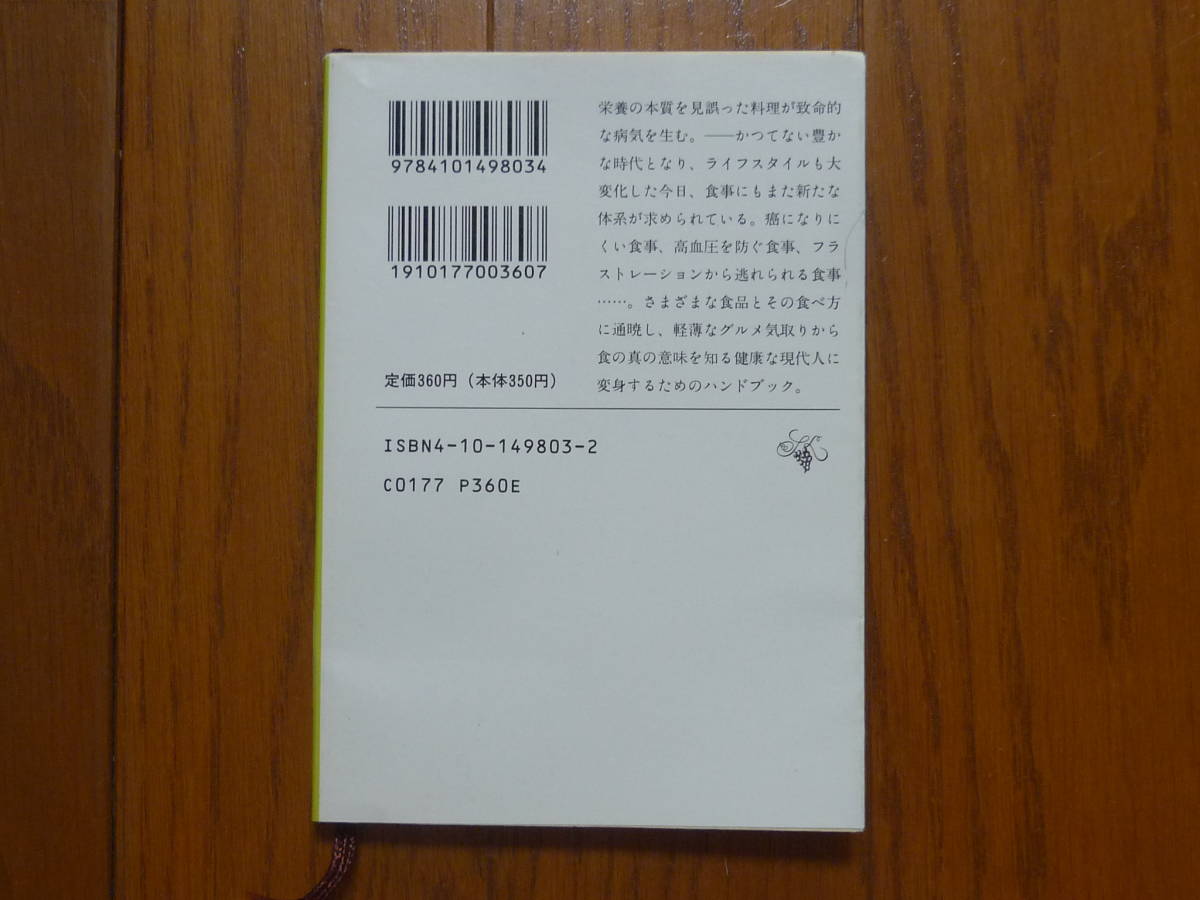 9784101498034
1910177003607
定価360円（本体350円）
栄養の本質を見誤った料理が致命的
な病気を生む。――かつてない豊か
な時代となり、ライフスタイルも大
変化した今日、食事にもまた新たな
体系が求められている。癌になりに
くい食事、高血圧を防ぐ食事、フラ
ストレーションから逃れられる食事
……。さまざまな食品とその食べ方
に通暁し、軽薄なグルメ気取りから
食の真の意味を知る健康な現代人に
変身するためのハンドブック。
ISBN4-10-149803-2
C0177 P360E